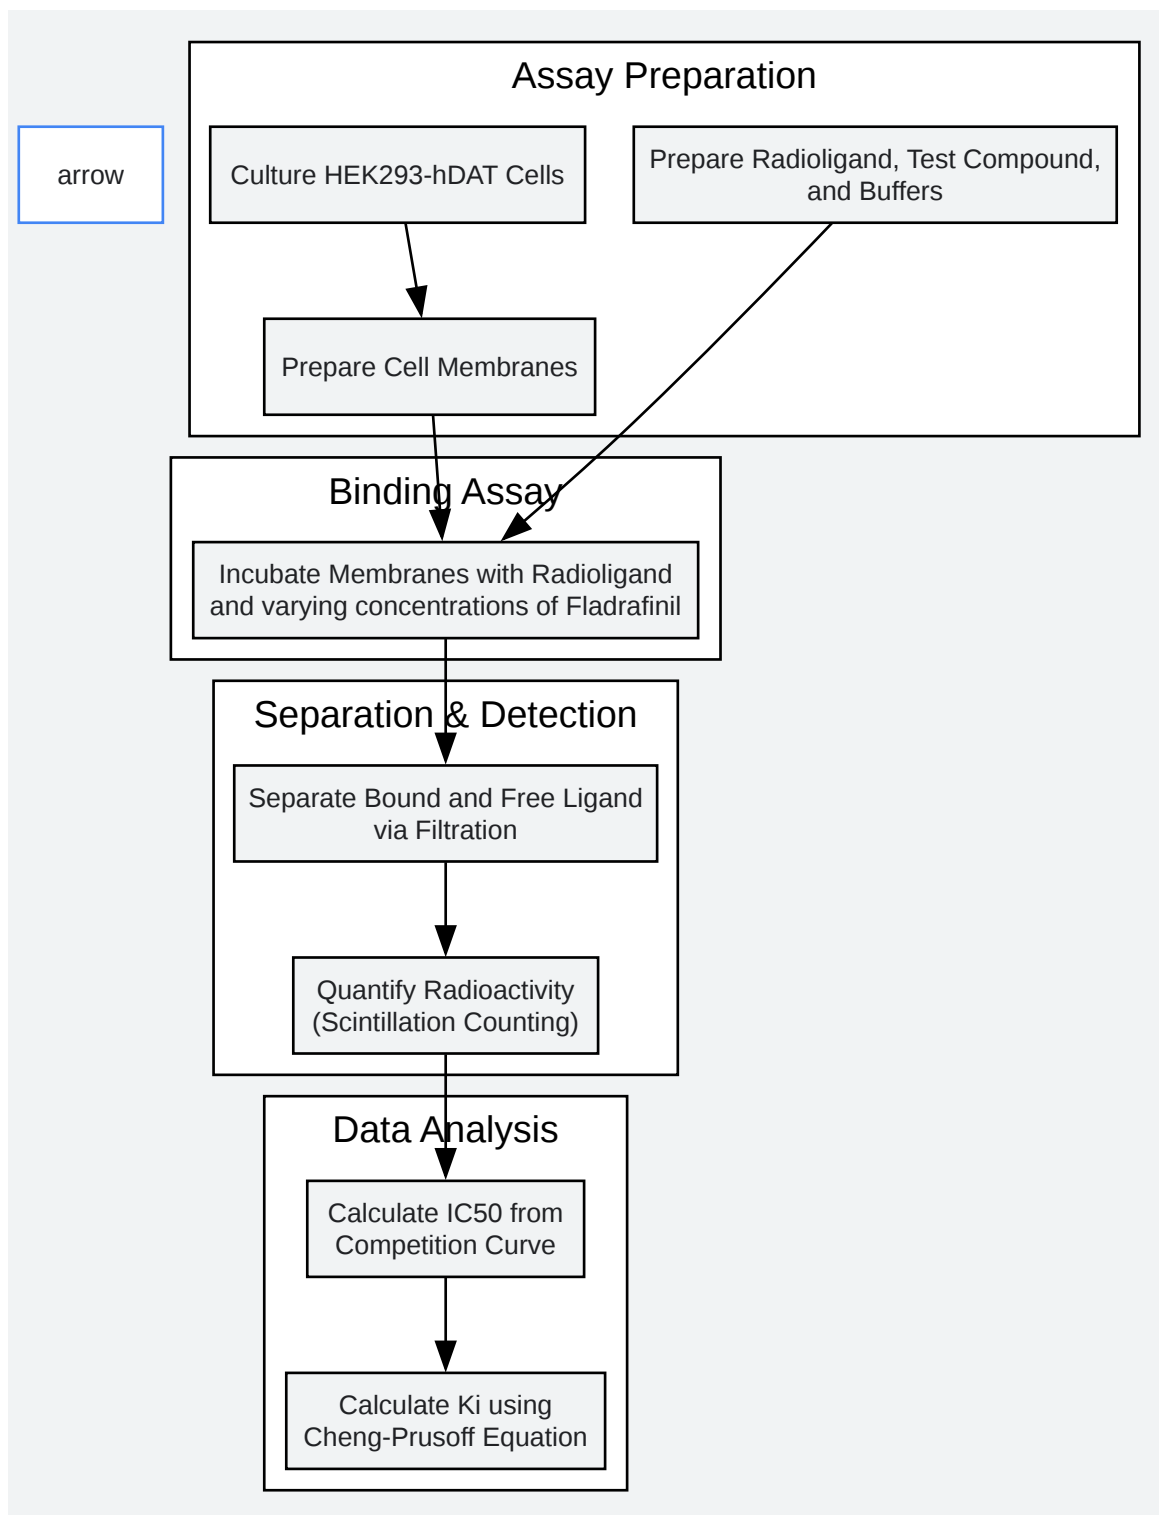 Assay Preparation
arrow
Culture HEK293-hDAT Cells
Prepare Radioligand, Test Compound,
and Buffers
Prepare Cell Membranes
Binding Assay
Incubate Membranes with Radioligand
and varying concentrations of Fladrafinil
Separation & Detection
Separate Bound and Free Ligand
via Filtration
Quantify Radioactivity
(Scintillation Counting)
Data Analysis
Calculate IC50 from
Competition Curve
Calculate Ki using
Cheng-Prusoff Equation